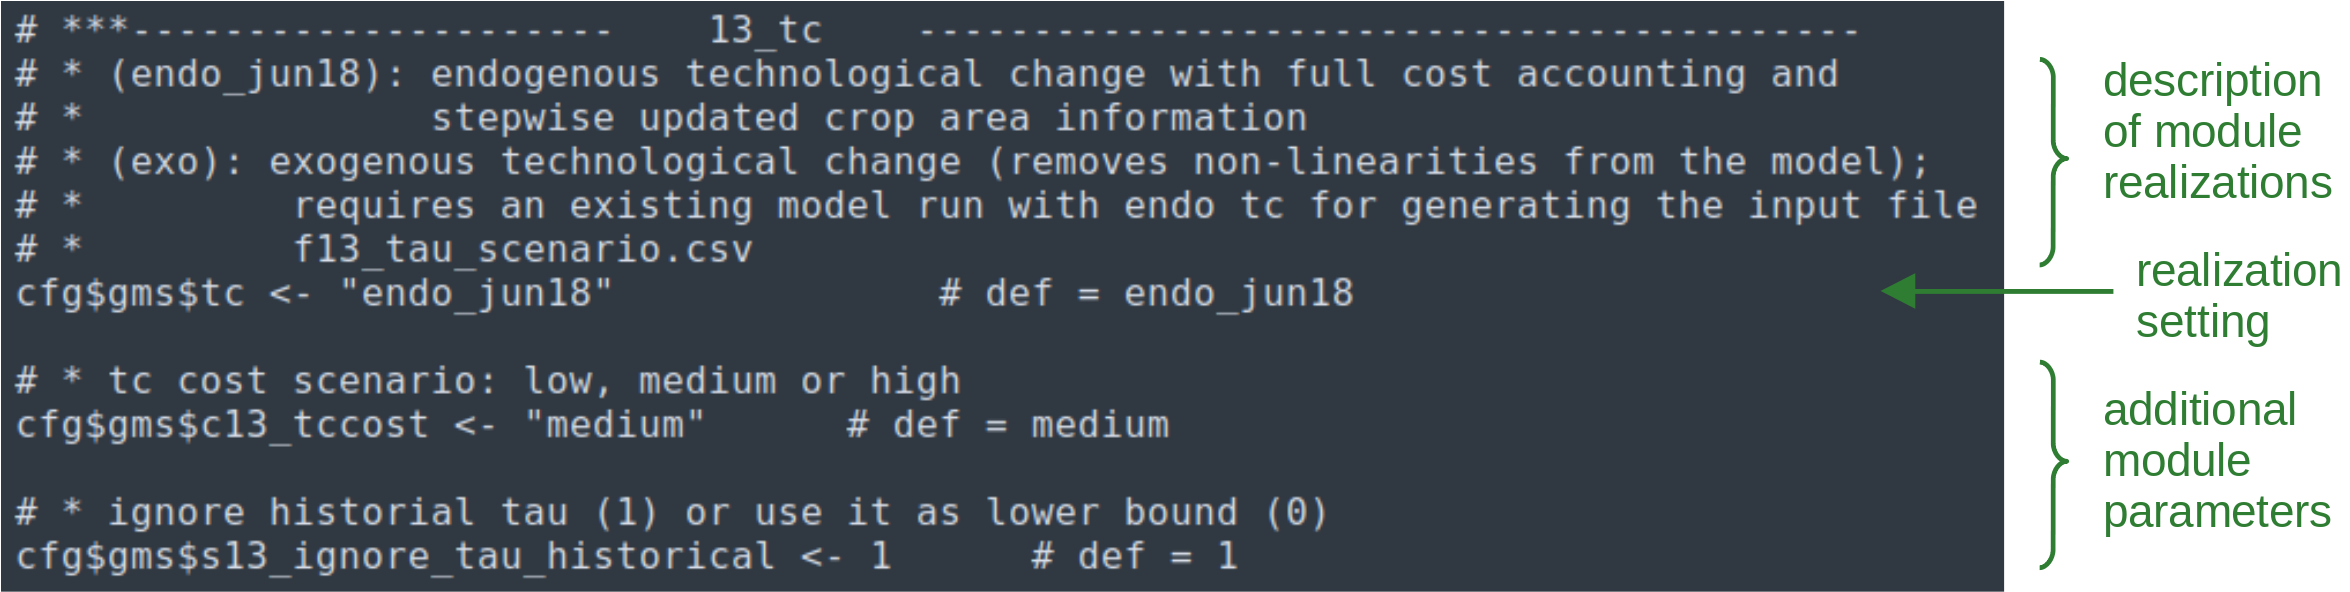 # ***---------------------    13_tc    -----------------------------------------
# * (endo_jun18): endogenous technological change with full cost accounting and
# *               stepwise updated crop area information
# * (exo): exogenous technological change (removes non-linearities from the model);
# *         requires an existing model run with endo tc for generating the input file
# *         f13_tau_scenario.csv
cfg$gms$tc <- "endo_jun18"              # def = endo_jun18
# * tc cost scenario: low, medium or high
cfg$gms$c13_tccost <- "medium"      # def = medium
# * ignore historial tau (1) or use it as lower bound (0)
cfg$gms$s13_ignore_tau_historical <- 1      # def = 1
description
of module
realizations
realization
setting
additional
module
parameters